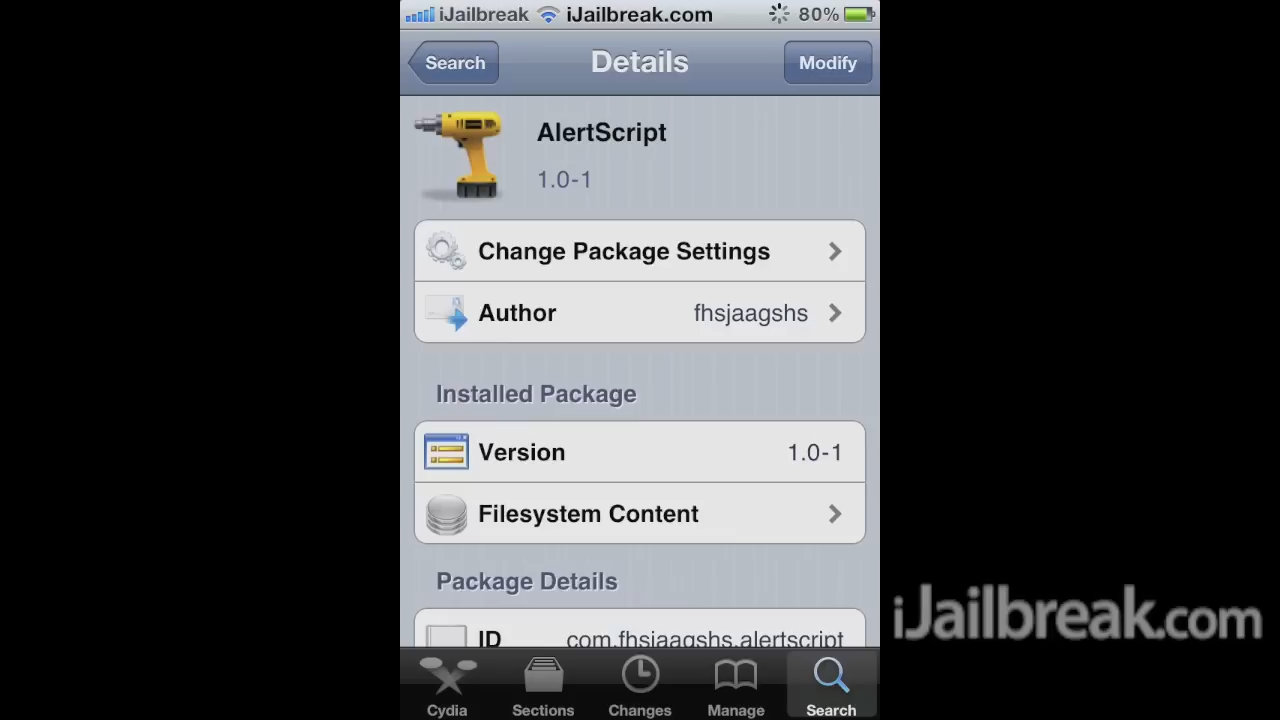 iJailbreak iJailbreak.com 80%
Search Details Modify
AlertScript
1.0-1
Change Package Settings
Author fhsjaagshs
Installed Package
Version 1.0-1
Filesystem Content
Package Details
ID com.fhsjaagshs.alertscript
iJailbreak.com
Cydia Sections Changes Manage Search